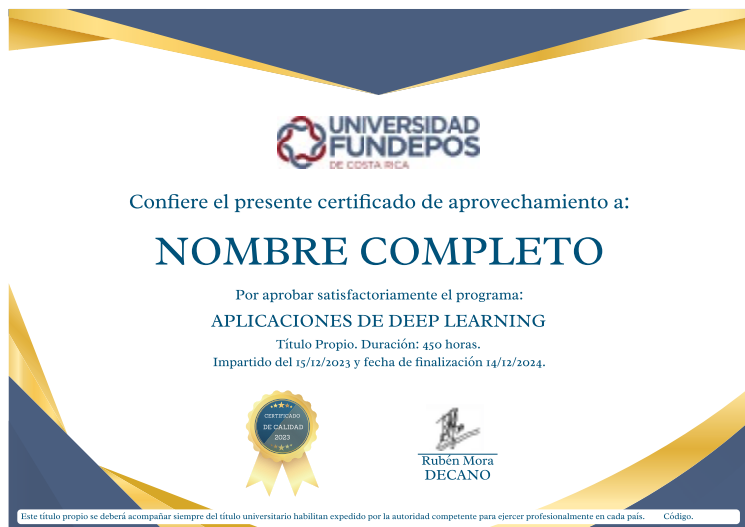 UNIVERSIDAD
FUNDEPOS
DE COSTA RICA
Confiere el presente certificado de aprovechamiento a:
NOMBRE COMPLETO
Por aprobar satisfactoriamente el programa:
APLICACIONES DE DEEP LEARNING
Título Propio. Duración: 450 horas.
Impartido del 15/12/2023 y fecha de finalización 14/12/2024.
CERTIFICADO
DE CALIDAD
2023
Rubén Mora
DECANO
Este título propio se deberá acompañar siempre del título universitario habilitan expedido por la autoridad competente para ejercer profesionalmente en cada país. Código.